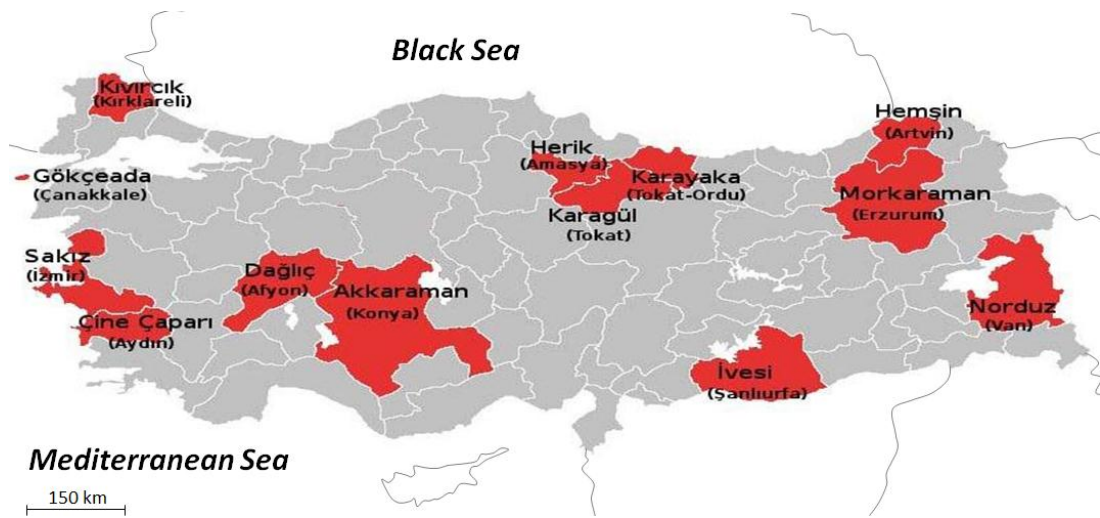 Black Sea
Kıvırcık
(Kırklareli)
Hemşin
(Artvin)
Herik
(Amasya)
Gökçeada
(Çanakkale)
Karayaka
(Tokat-Ordu)
Morkaraman
(Erzurum)
Karagül
(Tokat)
Sakız
(İzmir)
Dağlıç
(Afyon)
Akkaraman
(Konya)
Norduz
(Van)
Çine Çaparı
(Aydın)
İvesi
(Şanlıurfa)
Mediterranean Sea
150 km